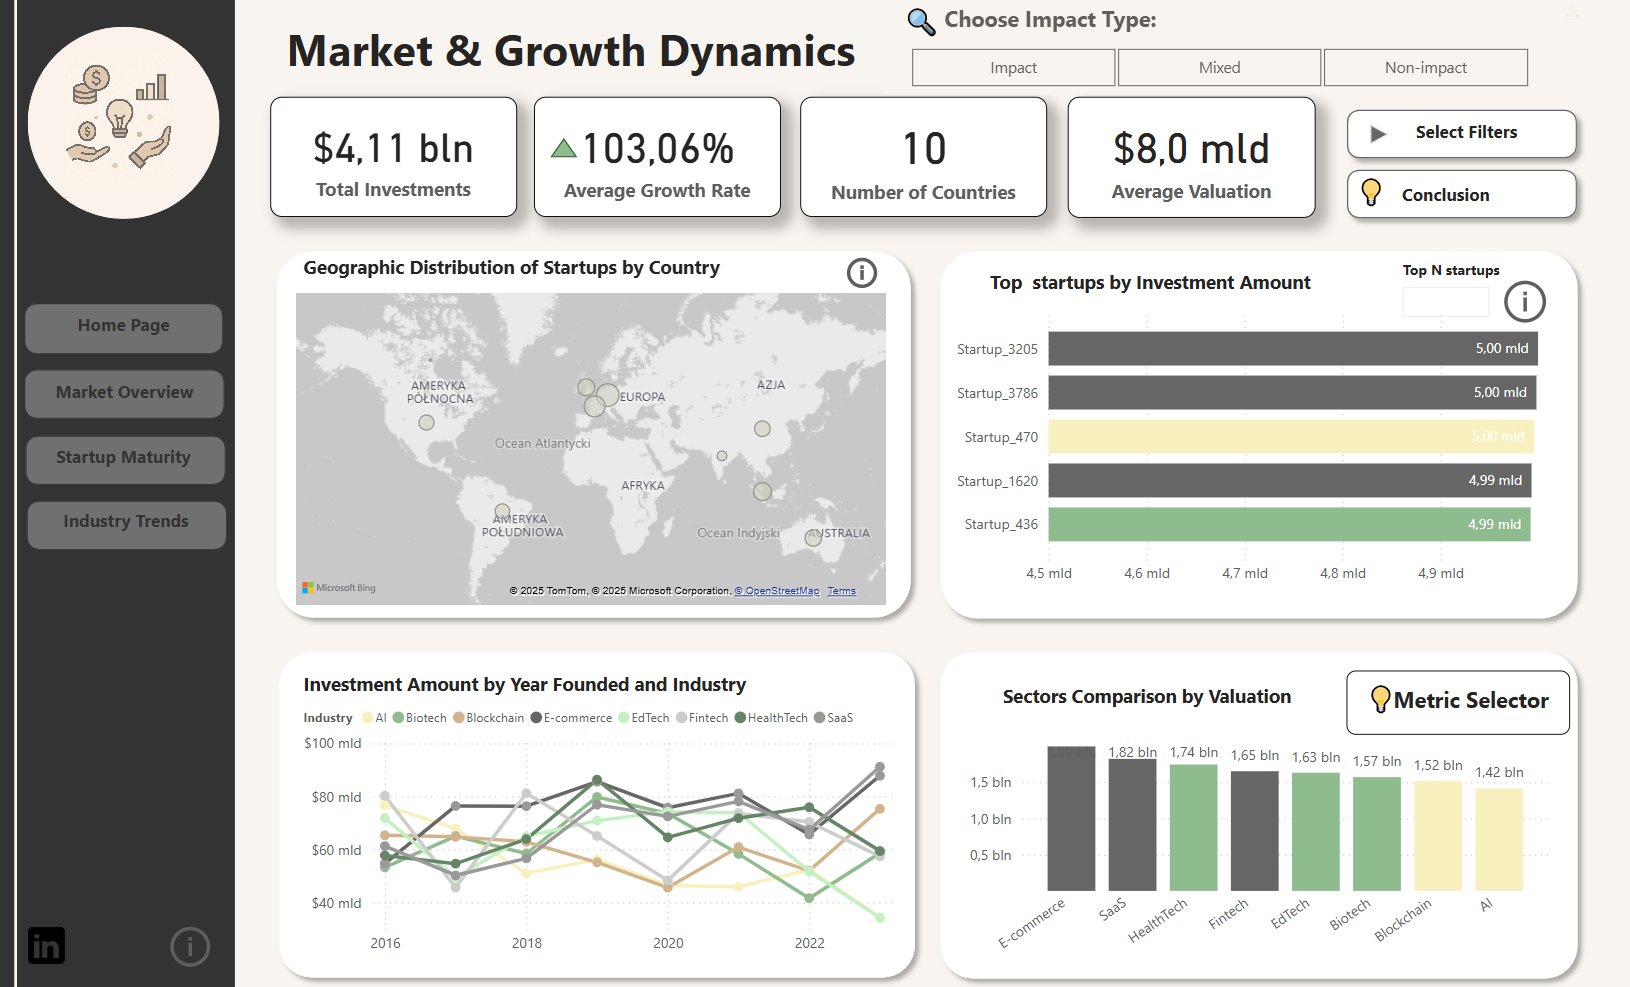 Market & Growth Dynamics
Choose Impact Type:
Impact
Mixed
Non-impact
$4,11 bln
Total Investments
103,06%
Average Growth Rate
10
Number of Countries
$8,0 mld
Average Valuation
Select Filters
Conclusion
Home Page
Market Overview
Startup Maturity
Industry Trends
in
Geographic Distribution of Startups by Country
AMERYKA
PÓŁNOCNA
EUROPA
AZJA
Ocean Atlantycki
AFRYKA
AMERYKA
POŁUDNIOWA
Ocean Indyjski
AUSTRALIA
Microsoft Bing
© 2025 TomTom, © 2025 Microsoft Corporation, © OpenStreetMap Terms
Top startups by Investment Amount
Top N startups
Startup_3205
5,00 mld
Startup_3786
5,00 mld
Startup_470
5,00 mld
Startup_1620
4,99 mld
Startup_436
4,99 mld
4,5 mld
4,6 mld
4,7 mld
4,8 mld
4,9 mld
Investment Amount by Year Founded and Industry
Industry AI Biotech Blockchain E-commerce EdTech Fintech HealthTech SaaS
$100 mld
$80 mld
$60 mld
$40 mld
2016
2018
2020
2022
Sectors Comparison by Valuation
Metric Selector
1,82 bln
1,74 bln
1,65 bln
1,63 bln
1,57 bln
1,52 bln
1,42 bln
1,5 bln
1,0 bln
0,5 bln
E-commerce
SaaS
HealthTech
Fintech
EdTech
Biotech
Blockchain
AI